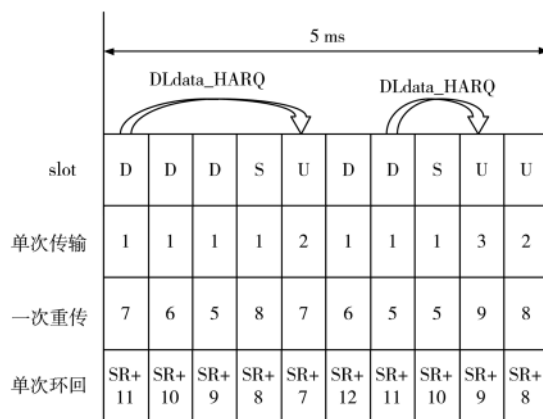 5 ms
DLdata_HARQ DLdata_HARQ
slot D D D S U D D S U U
单次传输 1 1 1 1 2 1 1 1 3 2
一次重传 7 6 5 8 7 6 5 5 9 8
单次环回 SR+11 SR+10 SR+9 SR+8 SR+7 SR+12 SR+11 SR+10 SR+9 SR+8